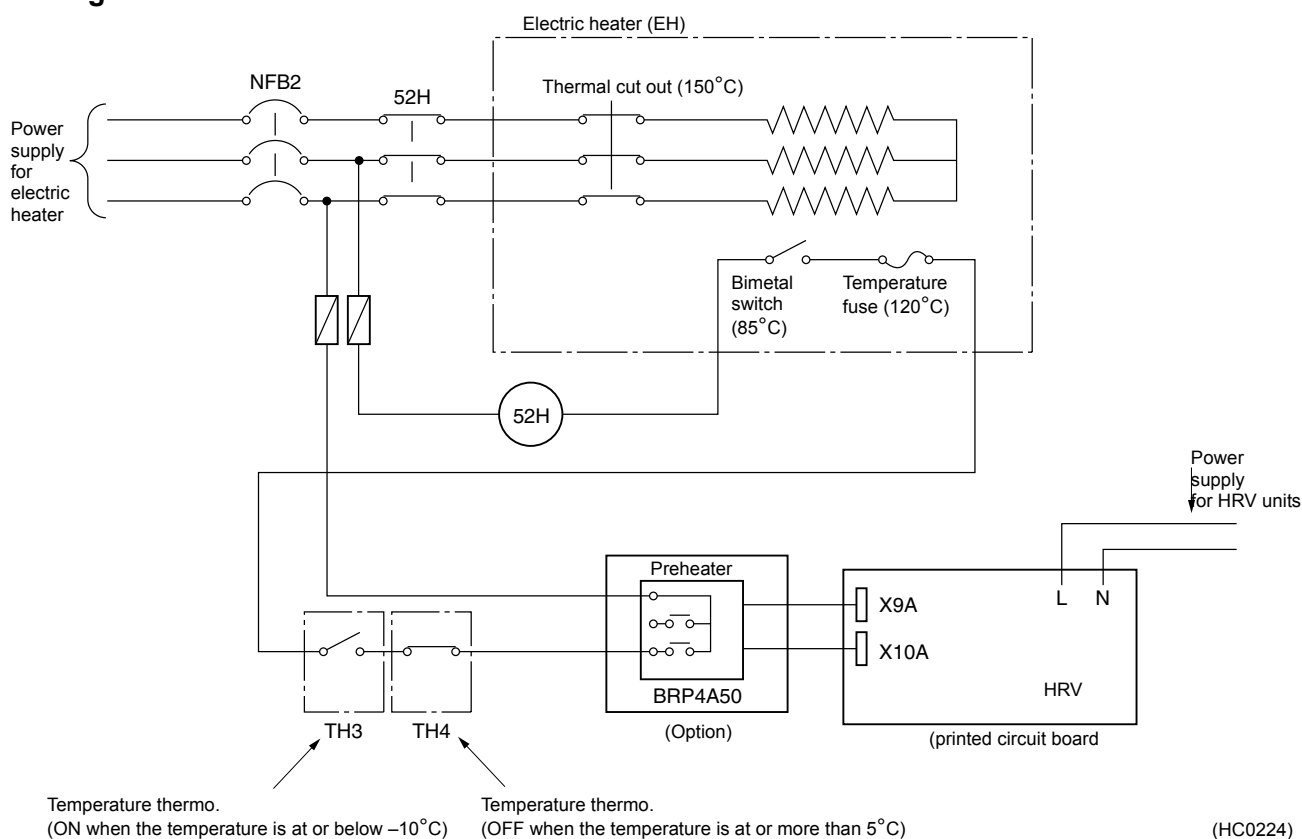 Electric heater (EH)
NFB2
52H
Thermal cut out (150°C)
Power
supply
for
electric
heater
Bimetal
switch
(85°C)
Temperature
fuse (120°C)
52H
Power
supply
for HRV units
Preheater
L N
X9A
X10A
HRV
BRP4A50
(Option)
(printed circuit board
TH3
TH4
Temperature thermo.
(ON when the temperature is at or below –10°C)
Temperature thermo.
(OFF when the temperature is at or more than 5°C)
(HC0224)